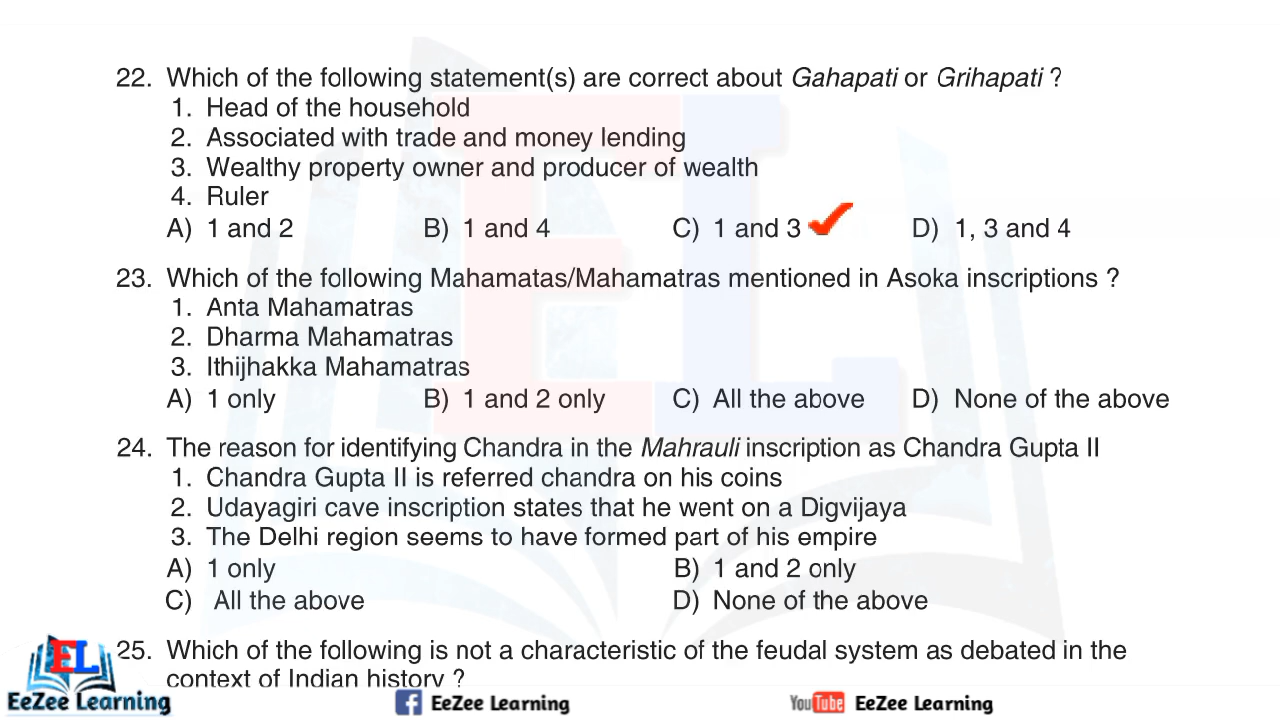 22. Which of the following statement(s) are correct about Gahapati or Grihapati ?
1. Head of the household
2. Associated with trade and money lending
3. Wealthy property owner and producer of wealth
4. Ruler
A) 1 and 2 B) 1 and 4 C) 1 and 3 D) 1, 3 and 4
23. Which of the following Mahamatas/Mahamatras mentioned in Asoka inscriptions ?
1. Anta Mahamatras
2. Dharma Mahamatras
3. Ithijhakka Mahamatras
A) 1 only B) 1 and 2 only C) All the above D) None of the above
24. The reason for identifying Chandra in the Mahrauli inscription as Chandra Gupta II
1. Chandra Gupta II is referred chandra on his coins
2. Udayagiri cave inscription states that he went on a Digvijaya
3. The Delhi region seems to have formed part of his empire
A) 1 only B) 1 and 2 only
C) All the above D) None of the above
25. Which of the following is not a characteristic of the feudal system as debated in the
context of Indian history ?
EL
EeZee Learning f EeZee Learning YouTube EeZee Learning
EL